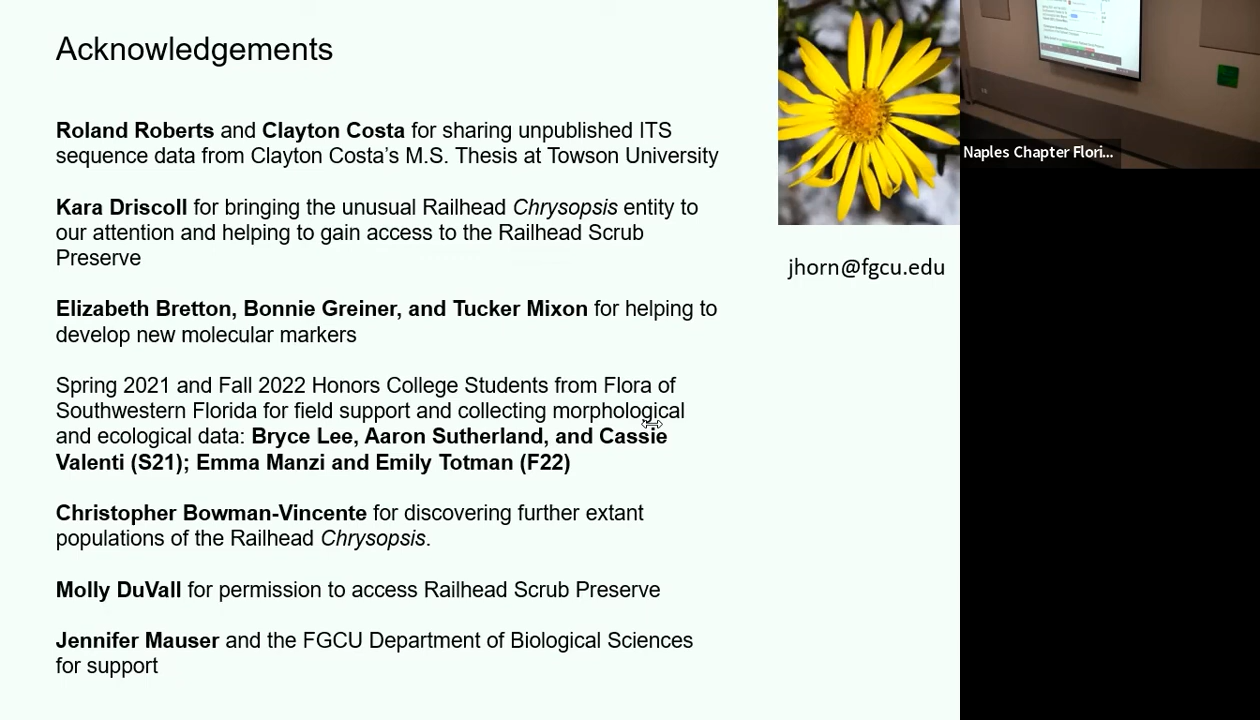 Acknowledgements
Roland Roberts and Clayton Costa for sharing unpublished ITS
sequence data from Clayton Costa’s M.S. Thesis at Towson University
Kara Driscoll for bringing the unusual Railhead Chrysopsis entity to
our attention and helping to gain access to the Railhead Scrub
Preserve
Elizabeth Bretton, Bonnie Greiner, and Tucker Mixon for helping to
develop new molecular markers
Spring 2021 and Fall 2022 Honors College Students from Flora of
Southwestern Florida for field support and collecting morphological
and ecological data: Bryce Lee, Aaron Sutherland, and Cassie
Valenti (S21); Emma Manzi and Emily Totman (F22)
Christopher Bowman-Vincente for discovering further extant
populations of the Railhead Chrysopsis.
Molly DuVall for permission to access Railhead Scrub Preserve
Jennifer Mauser and the FGCU Department of Biological Sciences
for support
jhorn@fgcu.edu
Naples Chapter Flori...